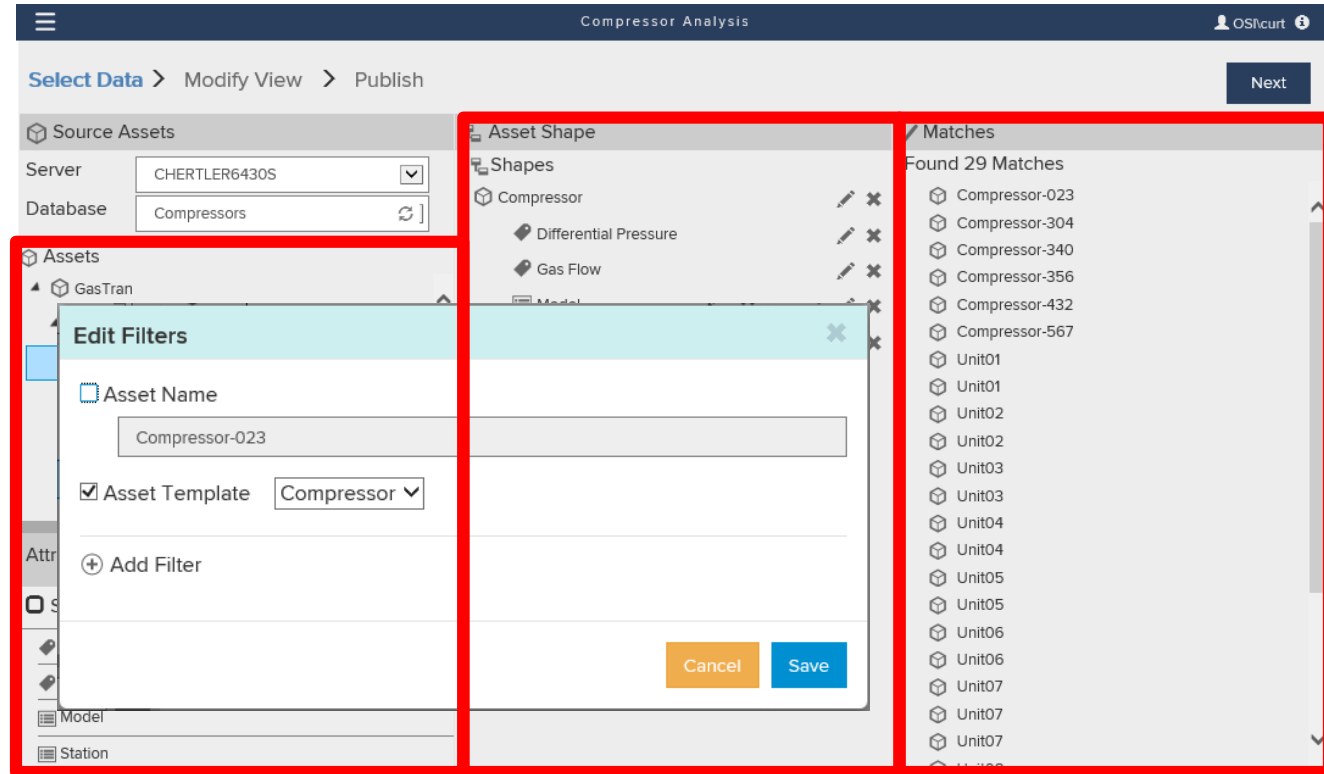 Compressor Analysis
OSI\curt
Select Data > Modify View > Publish
Next
Source Assets
Server
CHERTLER6430S
Database
Compressors
Assets
GasTran
Asset Shape
Shapes
Compressor
Differential Pressure
Gas Flow
Model
Matches
Found 29 Matches
Compressor-023
Compressor-304
Compressor-340
Compressor-356
Compressor-432
Compressor-567
Unit01
Unit01
Unit02
Unit02
Unit03
Unit03
Unit04
Unit04
Unit05
Unit05
Unit06
Unit06
Unit07
Unit07
Unit07
Edit Filters
Asset Name
Compressor-023
Asset Template
Compressor
Add Filter
Cancel
Save
Attr
S
Model
Station